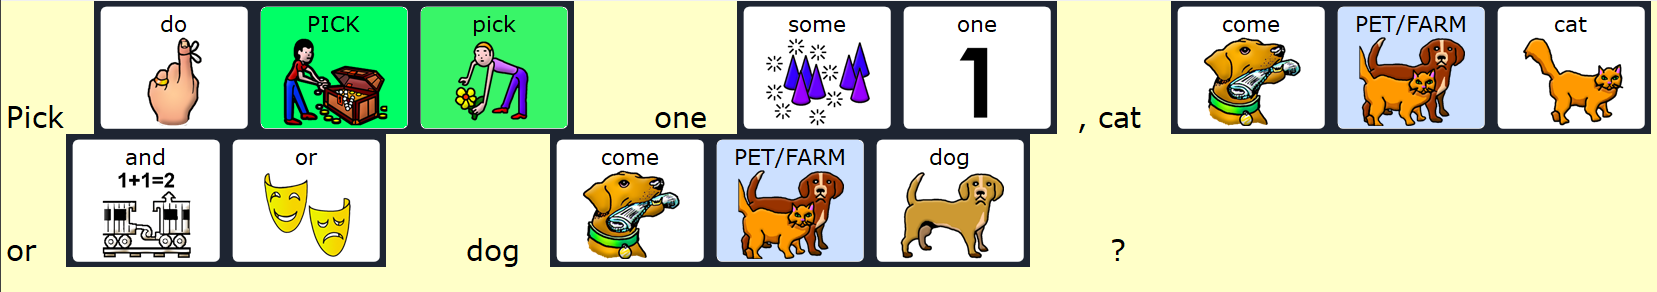 Pick do PICK pick one some one , cat come PET/FARM cat
or and 1+1=2 or dog come PET/FARM dog ?